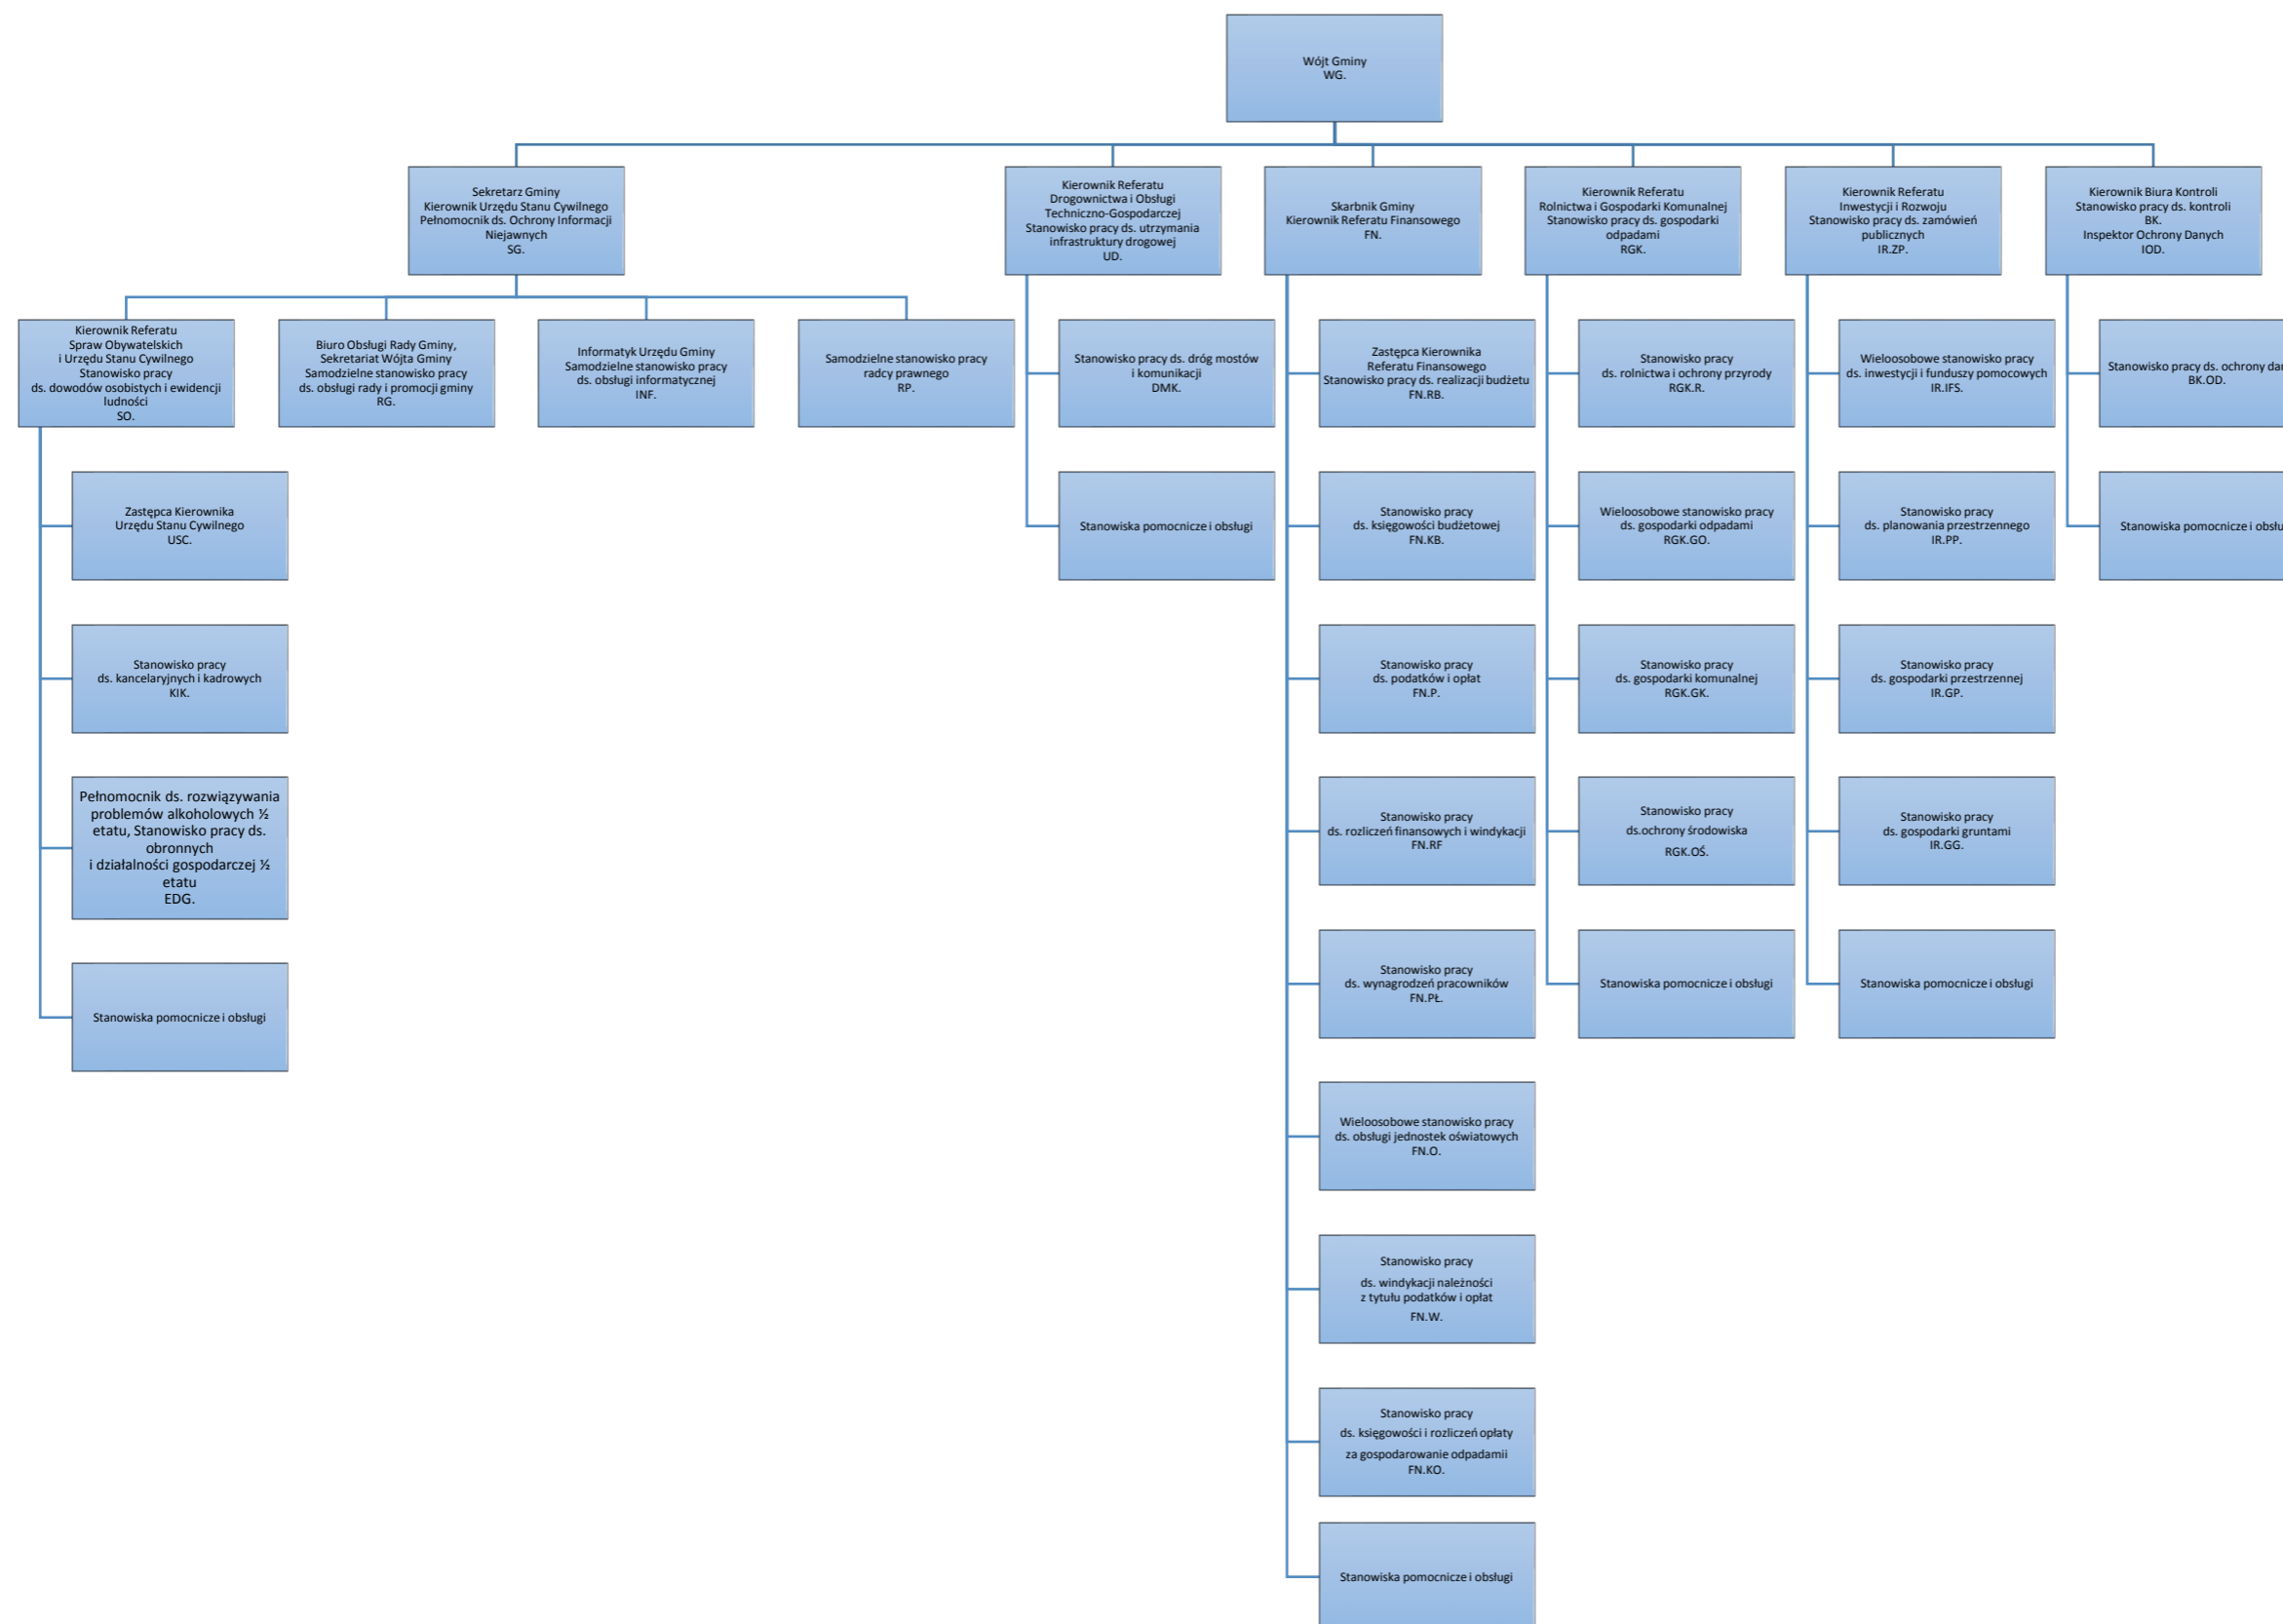 Wójt Gminy
WG.
Sekretarz Gminy
Kierownik Urzędu Stanu Cywilnego
Pełnomocnik ds. Ochrony Informacji
Niejawnych
SG.
Kierownik Referatu
Drogownictwa i Obsługi
Techniczno-Gospodarczej
Stanowisko pracy ds. utrzymania
infrastruktury drogowej
UD.
Skarbnik Gminy
Kierownik Referatu Finansowego
FN.
Kierownik Referatu
Rolnictwa i Gospodarki Komunalnej
Stanowisko pracy ds. gospodarki
odpadami
RGK.
Kierownik Referatu
Inwestycji i Rozwoju
Stanowisko pracy ds. zamówień
publicznych
IR.ZP.
Kierownik Biura Kontroli
Stanowisko pracy ds. kontroli
BK.
Inspektor Ochrony Danych
IOD.
Kierownik Referatu
Spraw Obywatelskich
i Urzędu Stanu Cywilnego
Stanowisko pracy
ds. dowodów osobistych i ewidencji
ludności
SO.
Biuro Obsługi Rady Gminy,
Sekretariat Wójta Gminy
Samodzielne stanowisko pracy
ds. obsługi rady i promocji gminy
RG.
Informatyk Urzędu Gminy
Samodzielne stanowisko pracy
ds. obsługi informatycznej
INF.
Samodzielne stanowisko pracy
radcy prawnego
RP.
Stanowisko pracy ds. dróg mostów
i komunikacji
DMK.
Zastępca Kierownika
Referatu Finansowego
Stanowisko pracy ds. realizacji budżetu
FN.RB.
Stanowisko pracy
ds. rolnictwa i ochrony przyrody
RGK.R.
Wieloosobowe stanowisko pracy
ds. inwestycji i funduszy pomocowych
IR.IFS.
Stanowisko pracy ds. ochrony
BK.OD.
Zastępca Kierownika
Urzędu Stanu Cywilnego
USC.
Stanowiska pomocnicze i obsługi
Stanowisko pracy
ds. księgowości budżetowej
FN.KB.
Wieloosobowe stanowisko pracy
ds. gospodarki odpadami
RGK.GO.
Stanowisko pracy
ds. planowania przestrzennego
IR.PP.
Stanowiska pomocnicze i
Stanowisko pracy
ds. kancelaryjnych i kadrowych
KIK.
Stanowisko pracy
ds. podatków i opłat
FN.P.
Stanowisko pracy
ds. gospodarki komunalnej
RGK.GK.
Stanowisko pracy
ds. gospodarki przestrzennej
IR.GP.
Pełnomocnik ds. rozwiązywania
problemów alkoholowych ½
etatu, Stanowisko pracy ds.
obronnych
i działalności gospodarczej ½
etatu
EDG.
Stanowisko pracy
ds. rozliczeń finansowych i windykacji
FN.RF
Stanowisko pracy
ds.ochrony środowiska
RGK.OŚ.
Stanowisko pracy
ds. gospodarki gruntami
IR.GG.
Stanowiska pomocnicze i obsługi
Stanowisko pracy
ds. wynagrodzeń pracowników
FN.PŁ.
Stanowiska pomocnicze i obsługi
Stanowiska pomocnicze i obsługi
Wieloosobowe stanowisko pracy
ds. obsługi jednostek oświatowych
FN.O.
Stanowisko pracy
ds. windykacji należności
z tytułu podatków i opłat
FN.W.
Stanowisko pracy
ds. księgowości i rozliczeń opłaty
za gospodarowanie odpadamii
FN.KO.
Stanowiska pomocnicze i obsługi